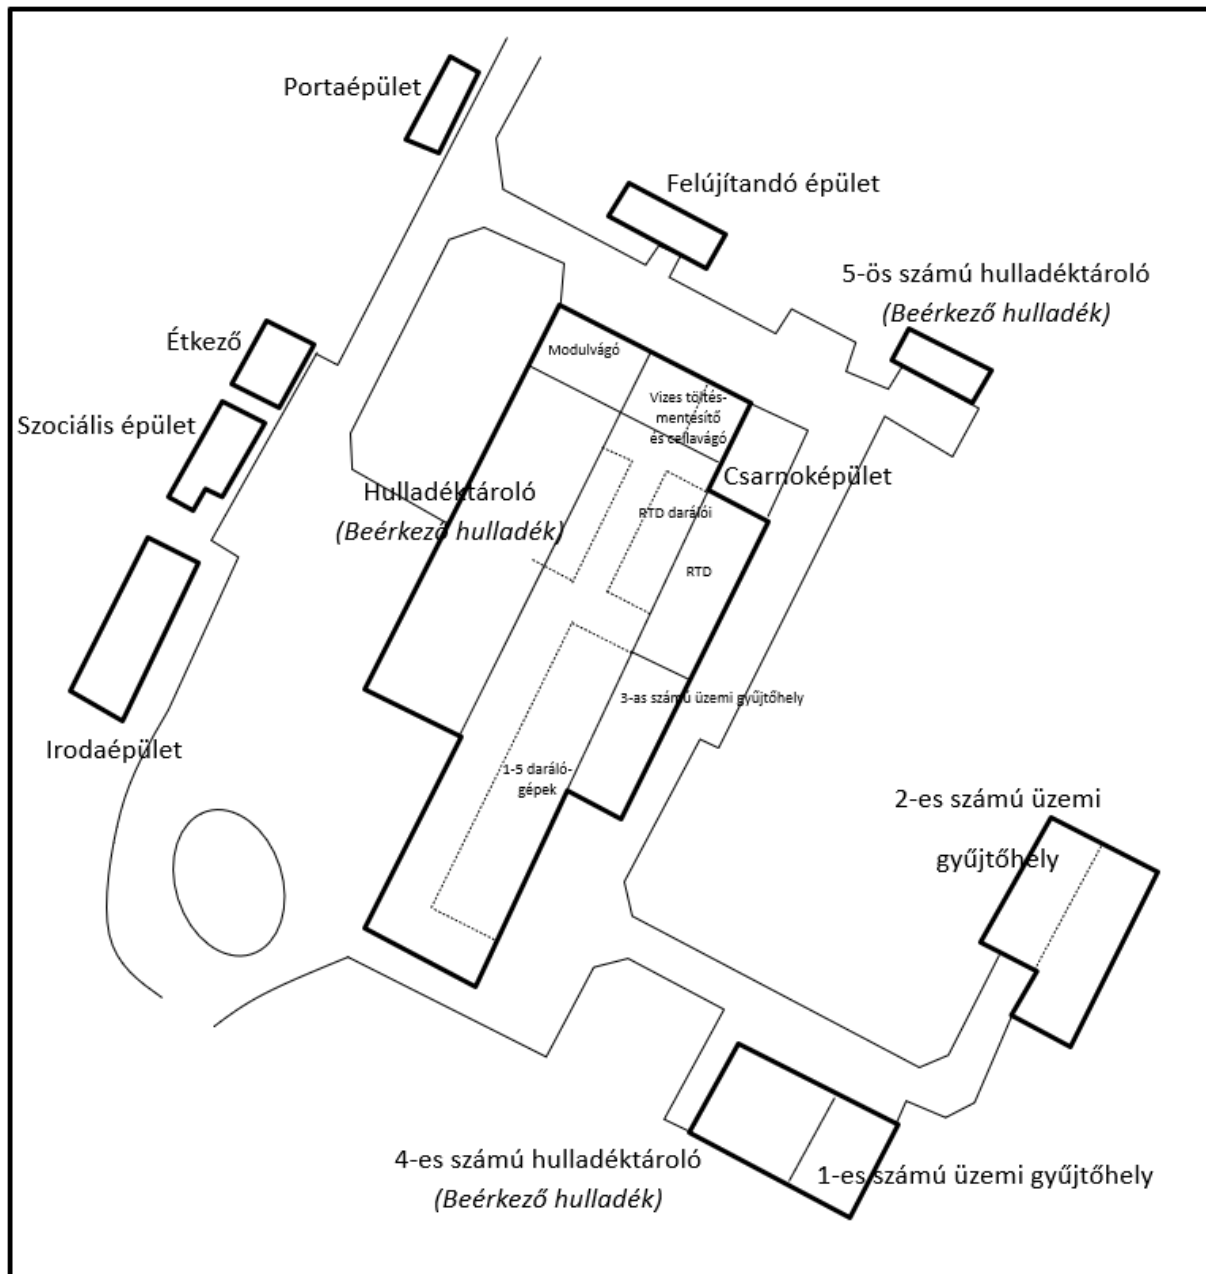 Portaépület
Felújítandó épület
5-ös számú hulladéktároló
(Beérkező hulladék)
Étkező
Modulvágó
Szociális épület
Vizes töltés-
mentésítő
és ceflavágó
Csarnoképület
Hulladéktároló
(Beérkező hulladék)
RTD darálói
RTD
3-as számú üzemi gyűjtőhely
Irodaépület
1-5 daráló-
gépek
2-es számú üzemi
gyűjtőhely
4-es számú hulladéktároló
(Beérkező hulladék)
1-es számú üzemi gyűjtőhely